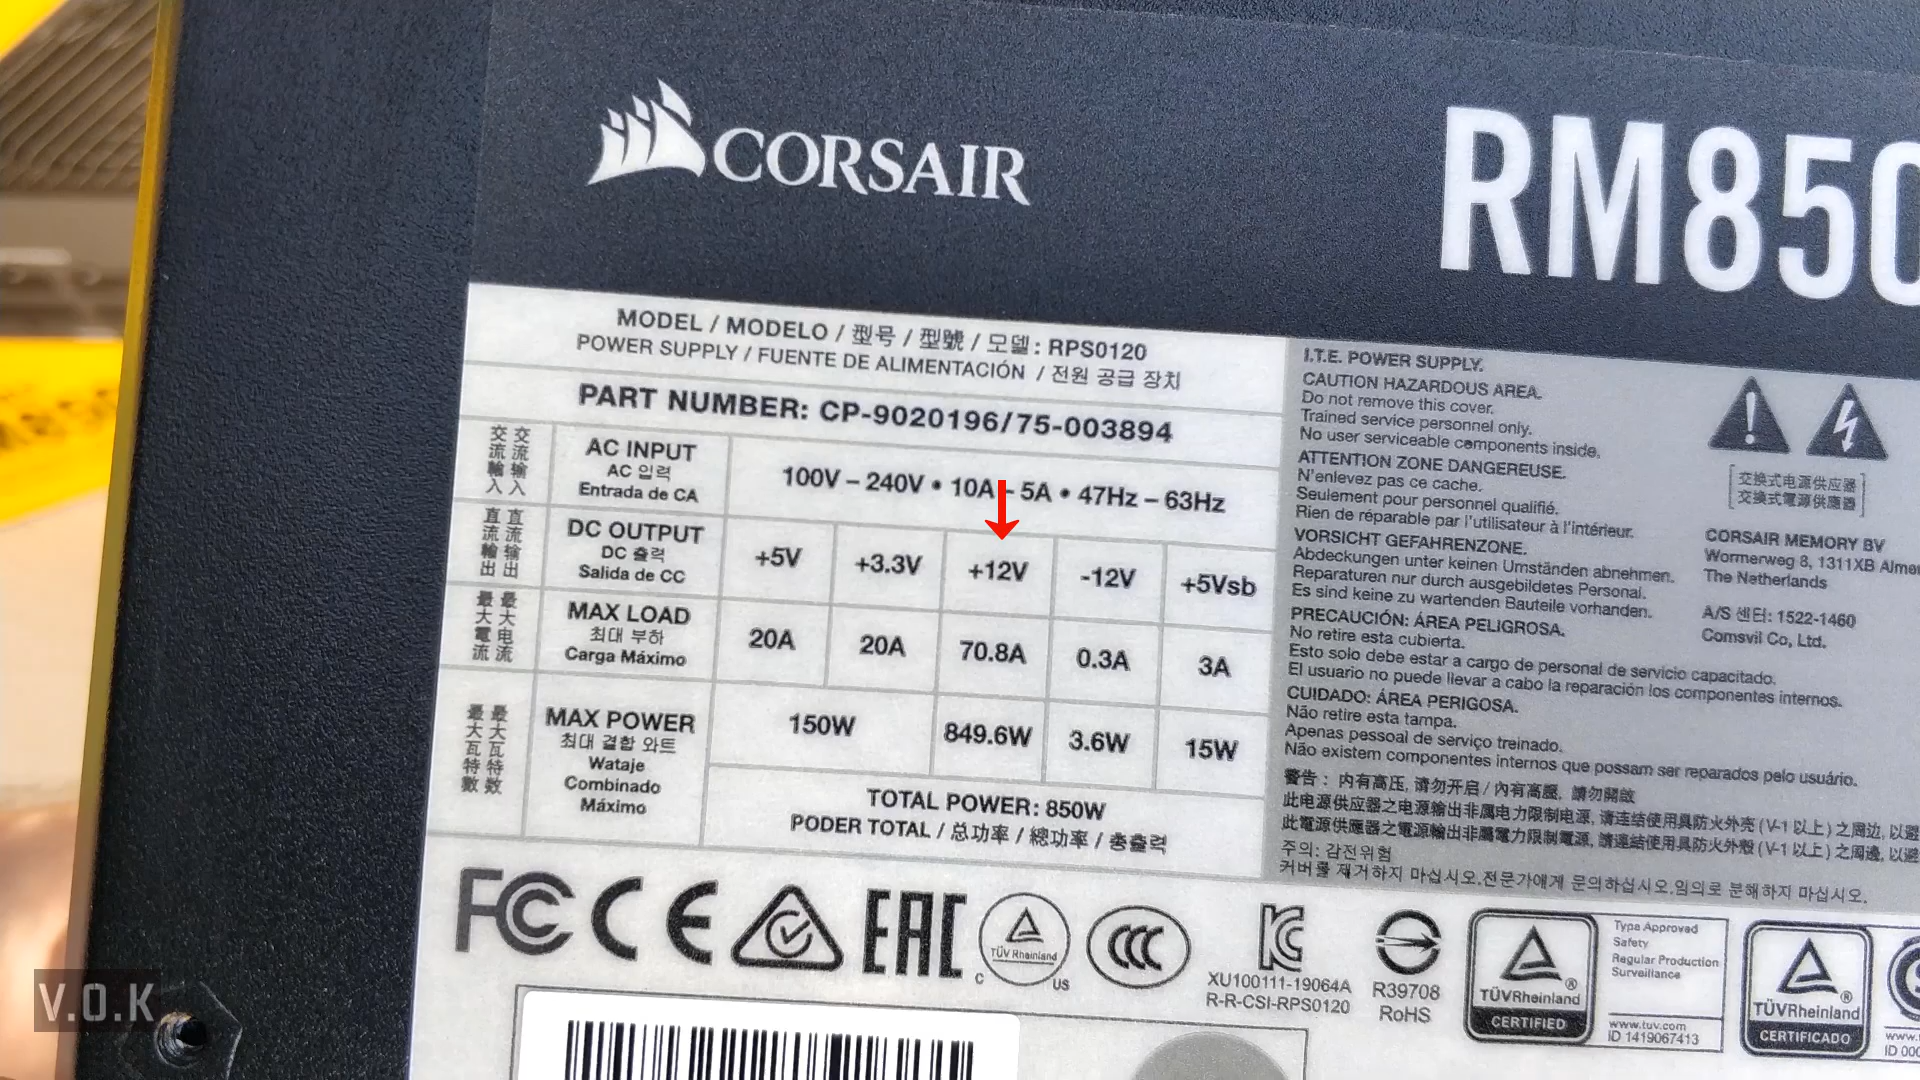 CORSAIR
RM850
MODEL / MODELO / 型号 / 型號 / 모델: RPS0120
POWER SUPPLY / FUENTE DE ALIMENTACIÓN / 전원 공급 장치
PART NUMBER: CP-9020196/75-003894
交流輸入 交流输入
AC INPUT
AC 입력
Entrada de CA
100V – 240V • 10A – 5A • 47Hz – 63Hz
直流輸出 直流输出
DC OUTPUT
DC 출력
Salida de CC
+5V +3.3V +12V -12V +5Vsb
最大電流 最大电流
MAX LOAD
최대 부하
Carga Máximo
20A 20A 70.8A 0.3A 3A
最大瓦特數 最大瓦特数
MAX POWER
최대 결합 와트
Wataje
Combinado
Máximo
150W 849.6W 3.6W 15W
TOTAL POWER: 850W
PODER TOTAL / 总功率 / 總功率 / 총출력
I.T.E. POWER SUPPLY.
CAUTION HAZARDOUS AREA.
Do not remove this cover.
Trained service personnel only.
No user serviceable components inside.
ATTENTION ZONE DANGEREUSE.
N'enlevez pas ce cache.
Seulement pour personnel qualifié.
Rien de réparable par l'utilisateur à l'intérieur.
VORSICHT GEFAHRENZONE.
Abdeckungen unter keinen Umständen abnehmen.
Reparaturen nur durch ausgebildetes Personal.
Es sind keine zu wartenden Bauteile vorhanden.
PRECAUCIÓN: ÁREA PELIGROSA.
No retire esta cubierta.
Esto solo debe estar a cargo de personal de servicio capacitado.
El usuario no puede llevar a cabo la reparación los componentes internos.
CUIDADO: ÁREA PERIGOSA.
Não retire esta tampa.
Apenas pessoal de serviço treinado.
Não existem componentes internos que possam ser reparados pelo usuário.
警告：内有高压, 请勿开启 / 內有高壓, 請勿開啟
此电源供应器之电源输出非属电力限制电源, 请连结使用具防火外壳 (V-1 以上) 之周边, 以避
此電源供應器之電源輸出非屬電力限制電源, 請連結使用具防火外殼 (V-1 以上) 之周邊, 以避
주의: 감전위험
커버를 제거하지 마십시오.전문가에게 문의하십시오.임의로 분해하지 마십시오.
交换式电源供应器
交換式電源供應器
CORSAIR MEMORY BV
Wormerweg 8, 1311XB Alme
The Netherlands
A/S 센터: 1522-1460
Comsvil Co, Ltd.
FC CE EAC
TÜVRheinland
C US
CCC
KC
XU100111-19064A
R-R-CSI-RPS0120
R39708
RoHS
TÜVRheinland
®
CERTIFIED
Type Approved
Safety
Regular Production
Surveillance
www.tuv.com
ID 1419067413
TÜVRheinland
®
CERTIFICADO
www.
ID 000
V.O.K